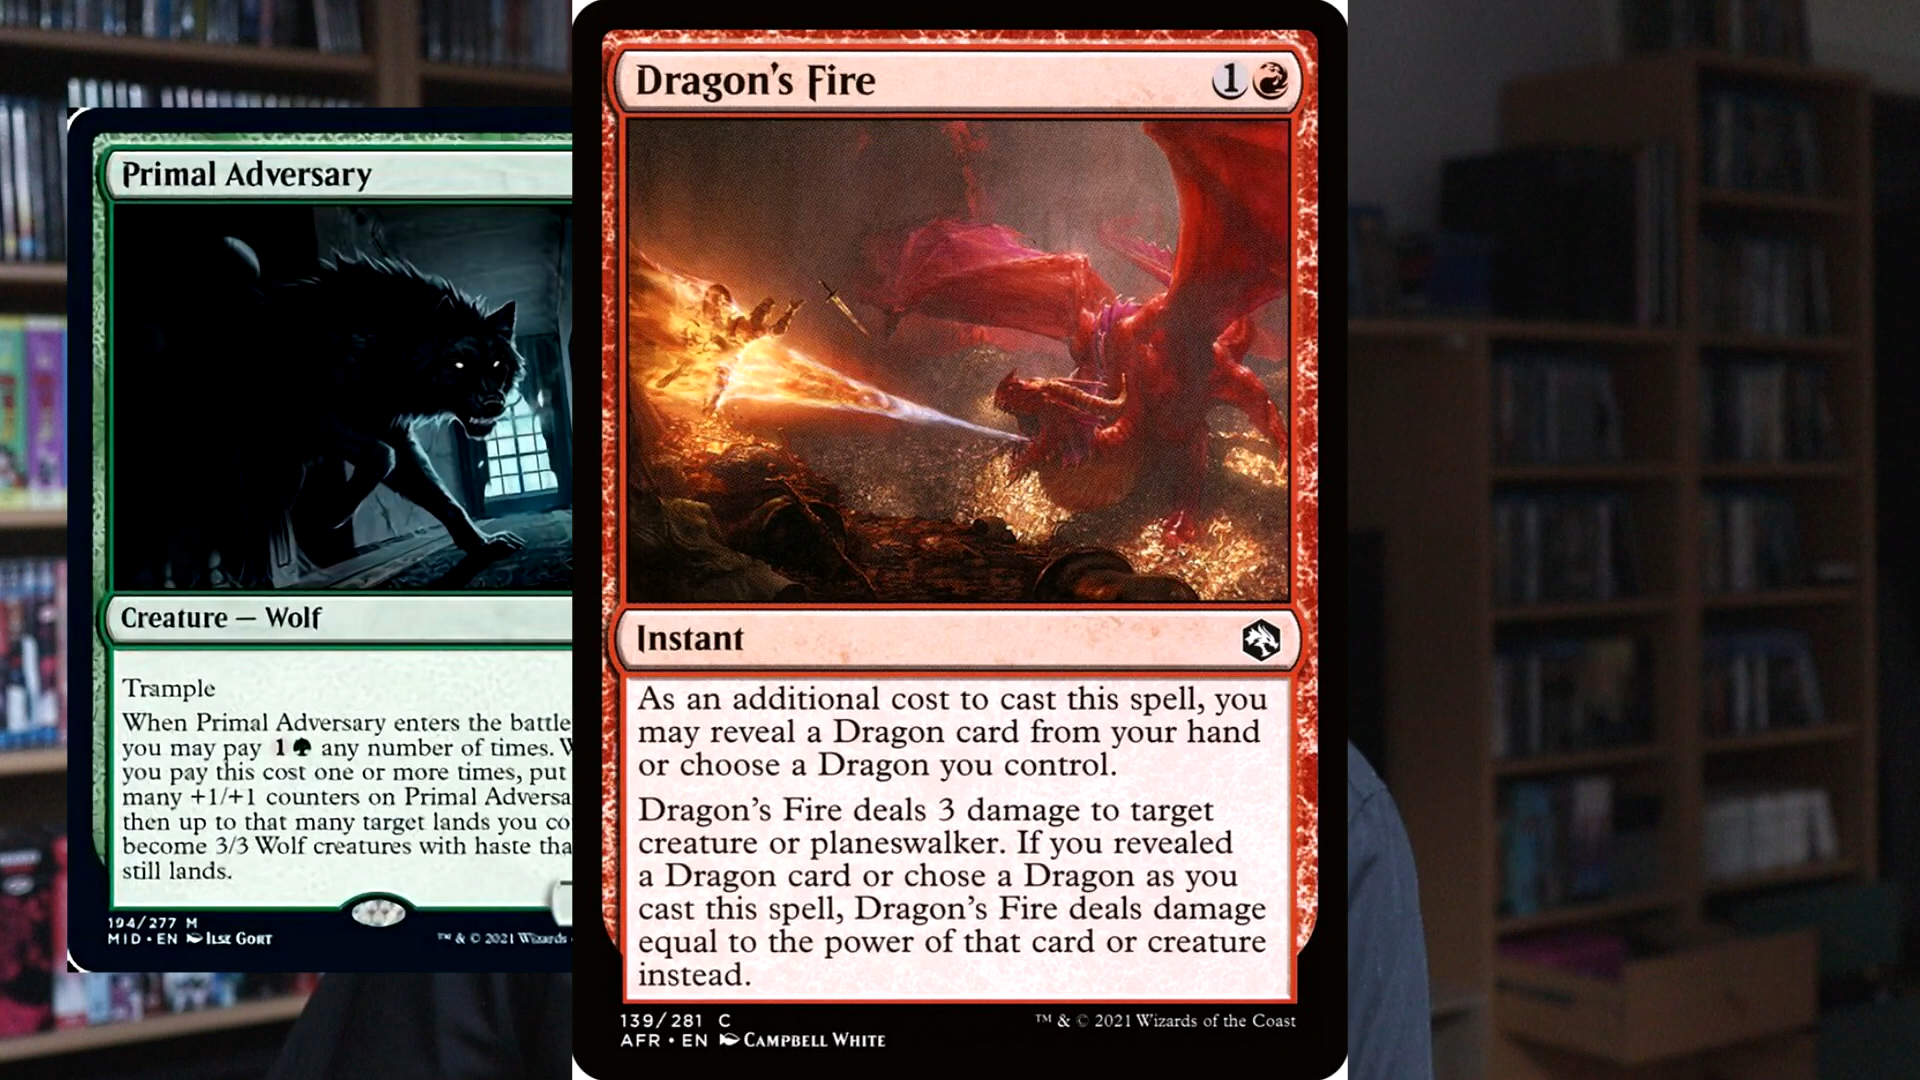 Primal Adversary
Creature — Wolf
Trample
When Primal Adversary enters the battle
you may pay 1 any number of times. W
you pay this cost one or more times, put
many +1/+1 counters on Primal Adversa
then up to that many target lands you co
become 3/3 Wolf creatures with haste tha
still lands.
194/277 M
MID • EN ILSE GORT
™ & © 2021 Wizards
Dragon's Fire
1
Instant
As an additional cost to cast this spell, you
may reveal a Dragon card from your hand
or choose a Dragon you control.
Dragon's Fire deals 3 damage to target
creature or planeswalker. If you revealed
a Dragon card or chose a Dragon as you
cast this spell, Dragon's Fire deals damage
equal to the power of that card or creature
instead.
139/281 C
AFR • EN CAMPBELL WHITE
™ & © 2021 Wizards of the Coast